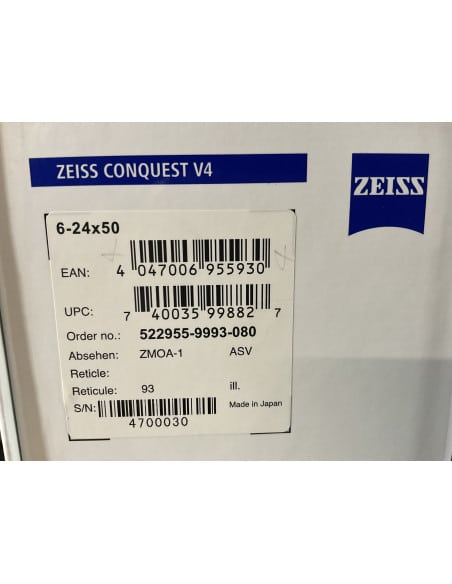 ZEISS CONQUEST V4
ZEISS
6-24x50
EAN: 4 047006 955930
UPC: 7 40035 99882 7
Order no.: 522955-9993-080
Absehen: ZMOA-1 ASV
Reticle:
Reticule: 93 ill.
S/N: Made in Japan
4700030